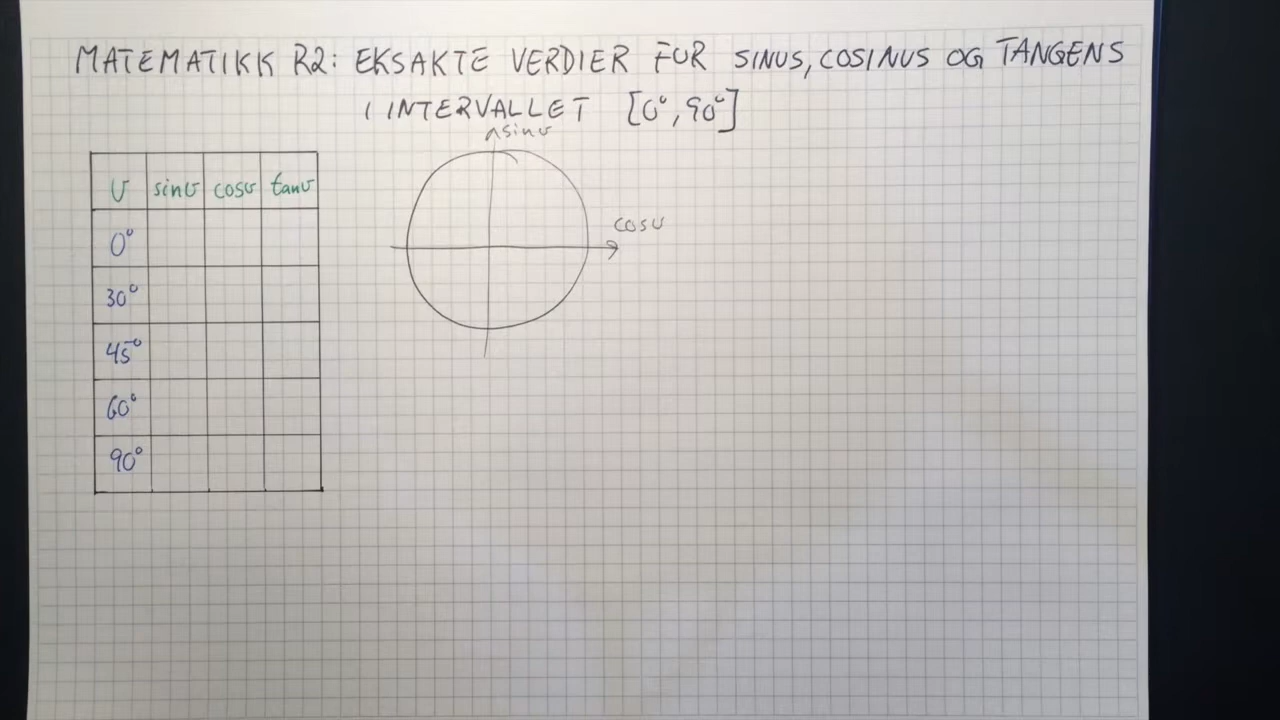 MATEMATIKK R2: EKSAKTE VERDIER FOR SINUS, COSINUS OG TANGENS
I INTERVALLET [0°, 90°]
sinv
v sinv cosv tanv
cosv
0°
30°
45°
60°
90°